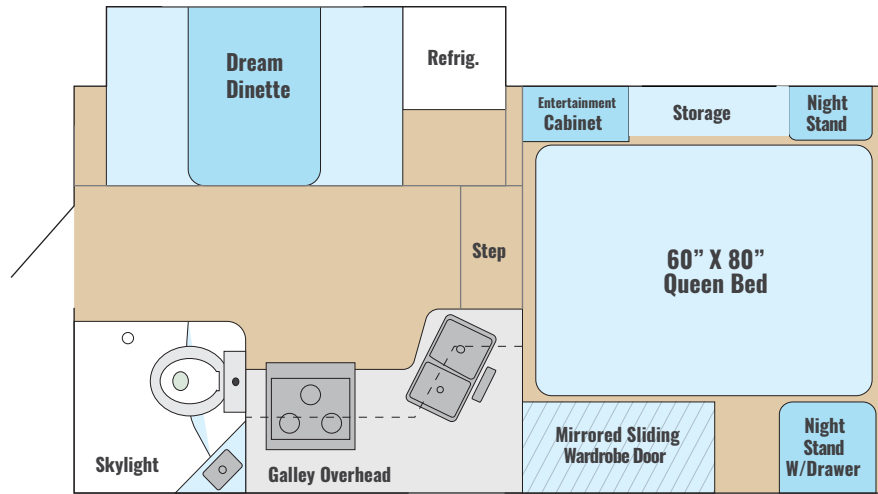 Dream
Dinette
Refrig.
Entertainment
Cabinet
Storage
Night
Stand
Step
60” X 80”
Queen Bed
Mirrored Sliding
Wardrobe Door
Night
Stand
W/Drawer
Skylight
Galley Overhead